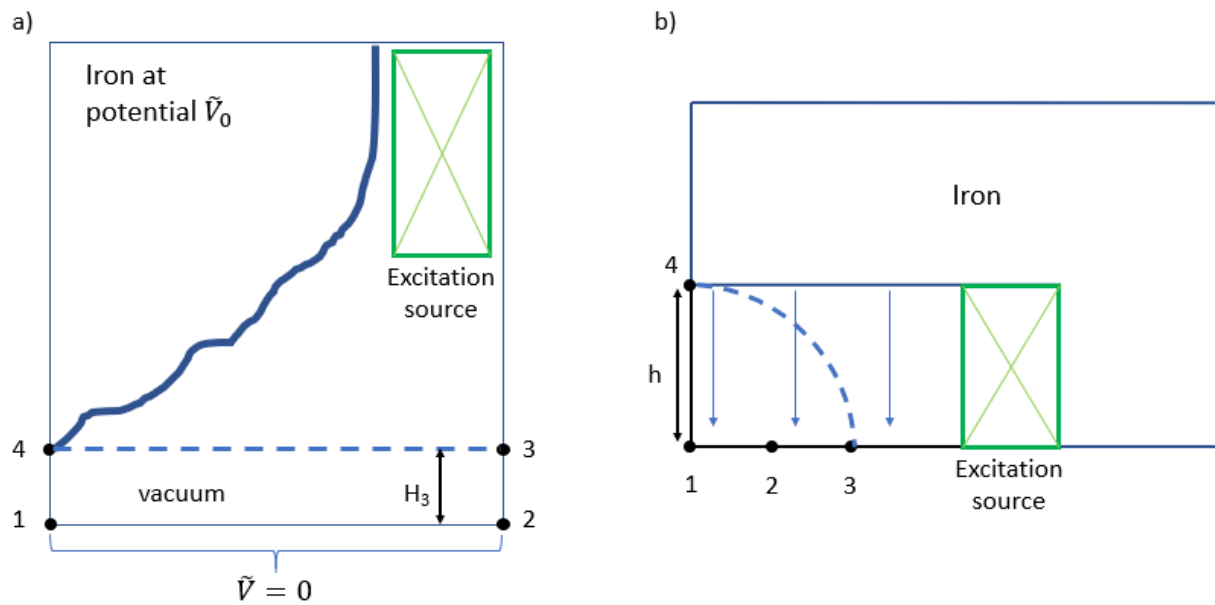 a)
Iron at
potential Ṽ₀
Excitation
source
4
3
vacuum
H₃
1
2
Ṽ = 0
b)
Iron
4
h
1
2
3
Excitation
source